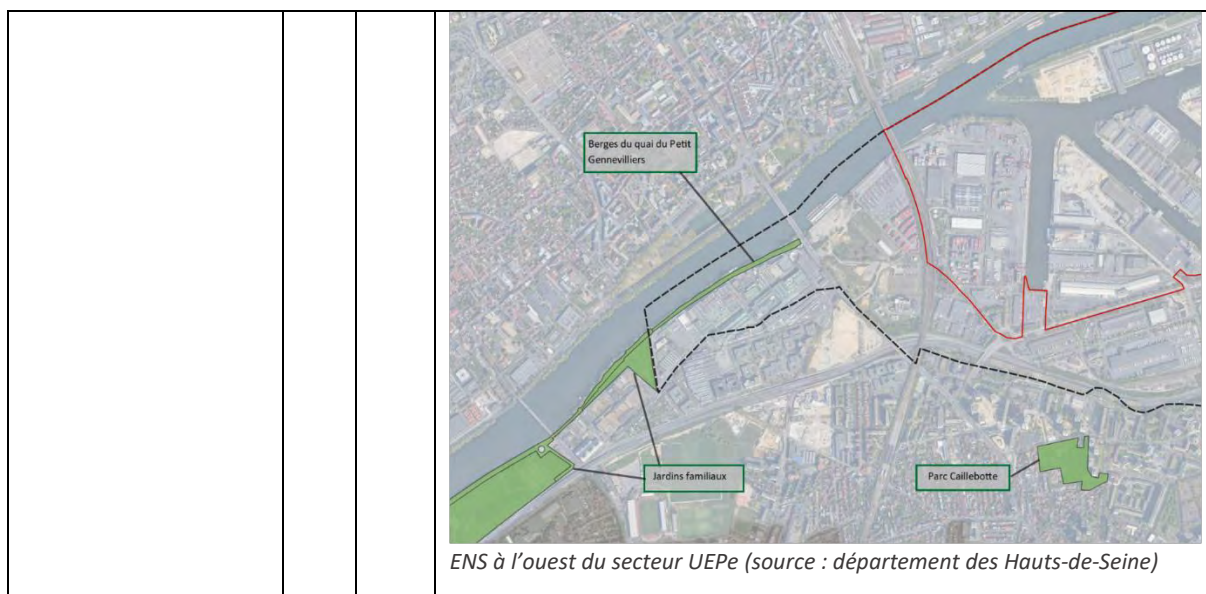 Berges du quai du Petit
Gennevilliers
Jardins familiaux
Parc Caillebotte
ENS à l'ouest du secteur UEPe (source : département des Hauts-de-Seine)